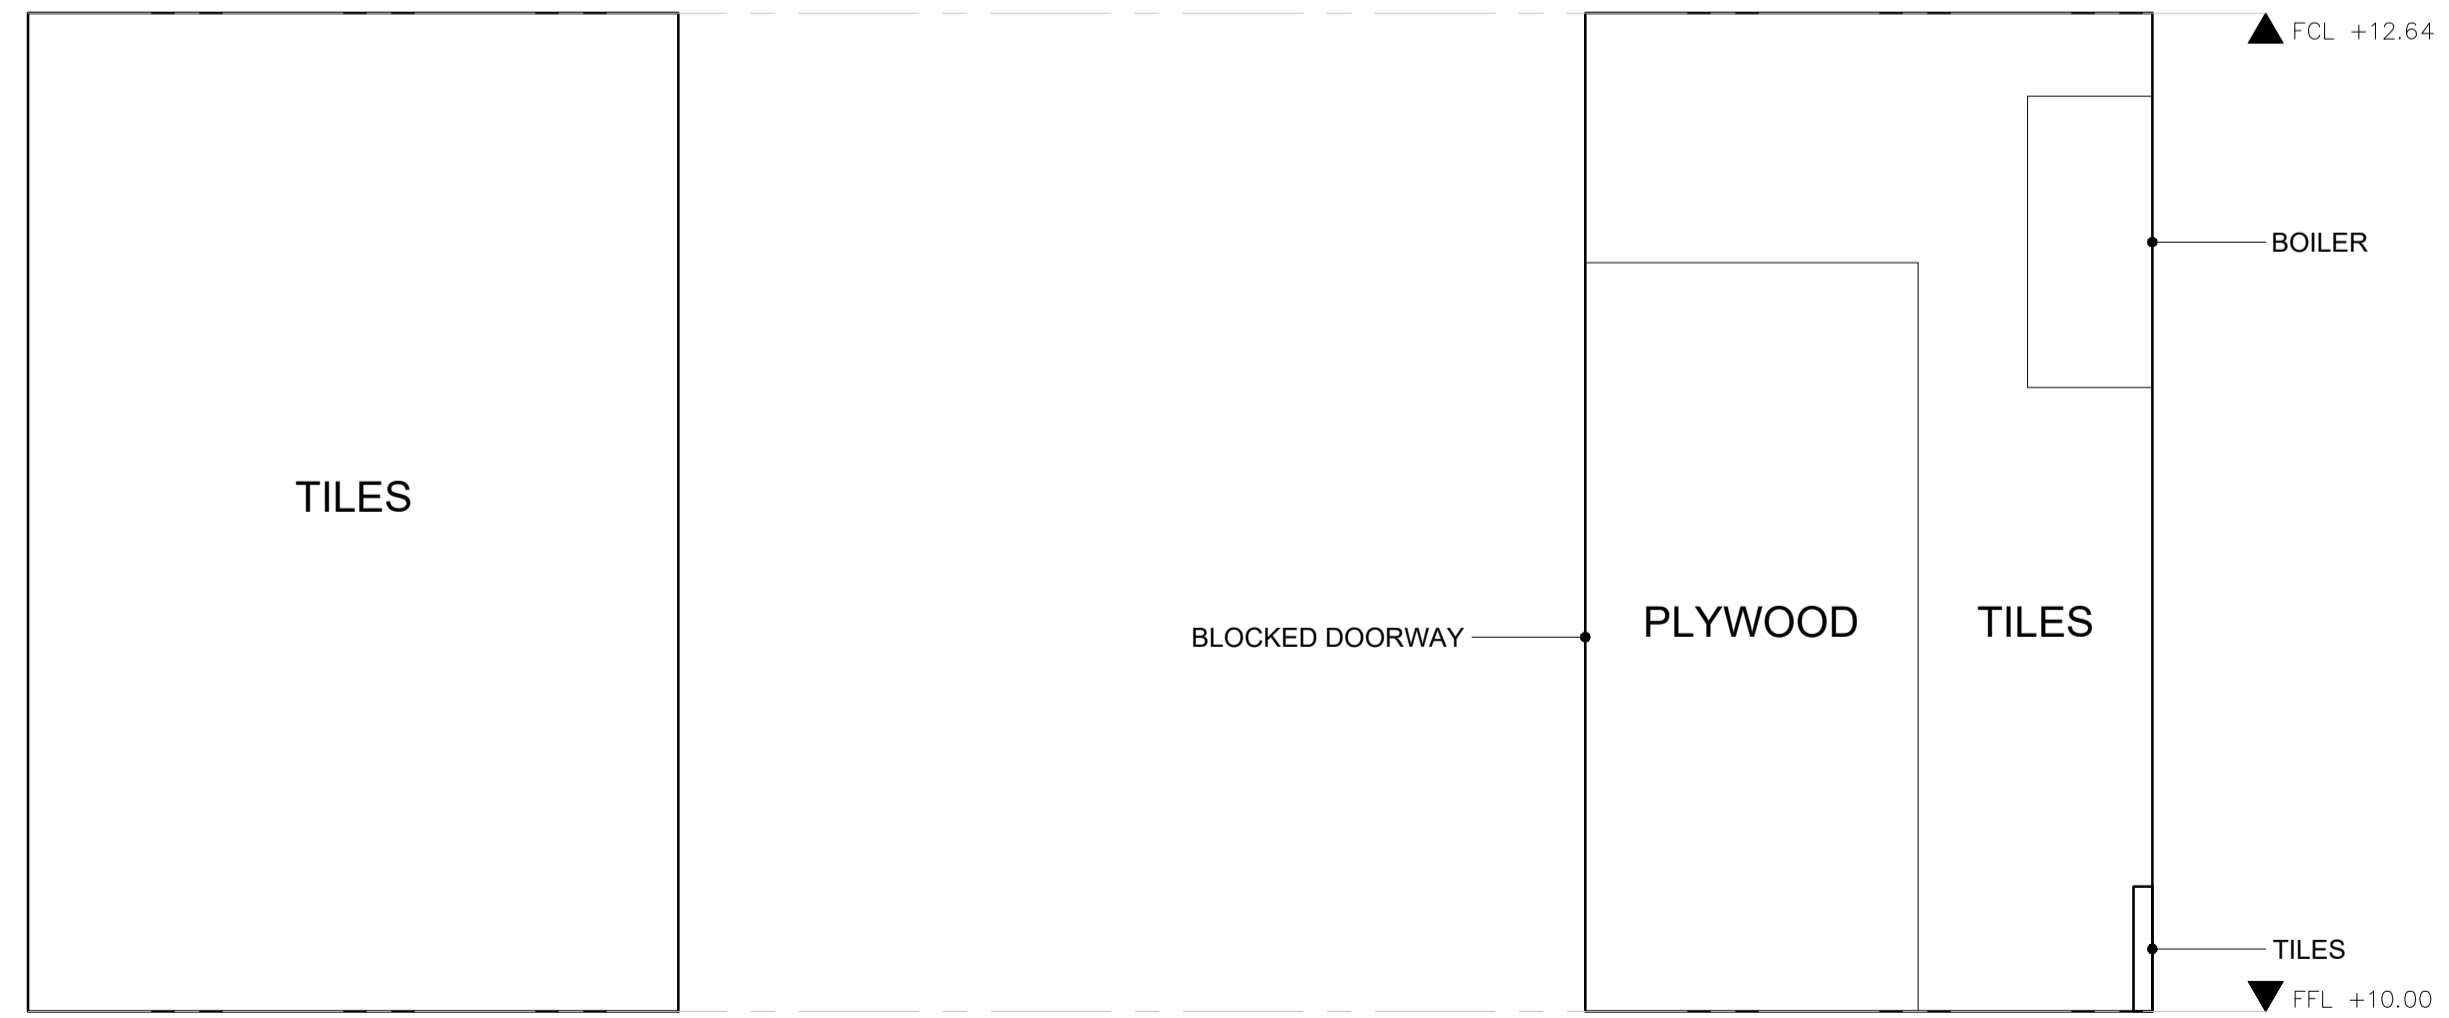 FCL +12.64
BOILER
TILES
BLOCKED DOORWAY
PLYWOOD
TILES
TILES
FFL +10.00